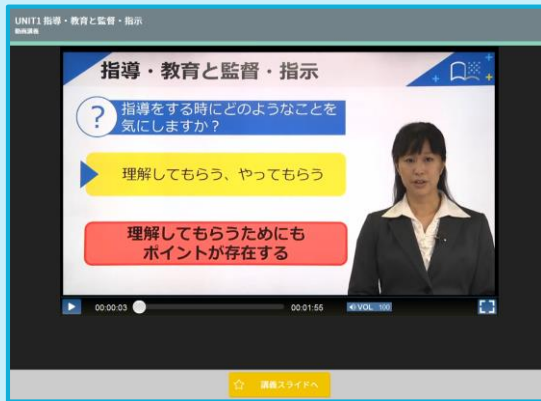 UNIT1 指導・教育と監督・指示
動画講義
指導・教育と監督・指示
?
指導をする時にどのようなことを
気にしますか？
理解してもらう、やってもらう
理解してもらうためにも
ポイントが存在する
00:00:03
00:01:55
VOL 100
講義スライドへ